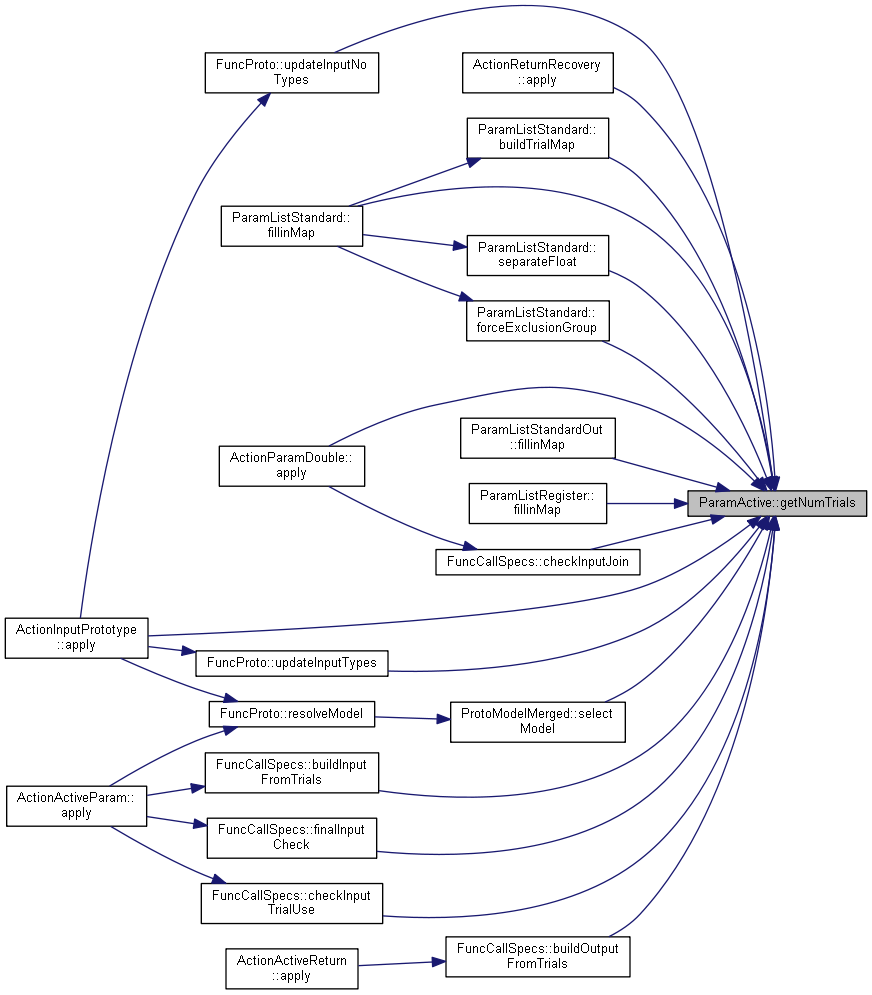 FuncProto::updateInputNo
Types
ActionReturnRecovery
::apply
ParamListStandard::
buildTrialMap
ParamListStandard::
fillinMap
ParamListStandard::
separateFloat
ParamListStandard::
forceExclusionGroup
ParamListStandardOut
::fillinMap
ActionParamDouble::
apply
ParamListRegister::
fillinMap
ParamActive::getNumTrials
FuncCallSpecs::checkInputJoin
ActionInputPrototype
::apply
FuncProto::updateInputTypes
FuncProto::resolveModel
ProtoModelMerged::select
Model
FuncCallSpecs::buildInput
FromTrials
ActionActiveParam::
apply
FuncCallSpecs::finalInput
Check
FuncCallSpecs::checkInput
TrialUse
FuncCallSpecs::buildOutput
FromTrials
ActionActiveReturn
::apply